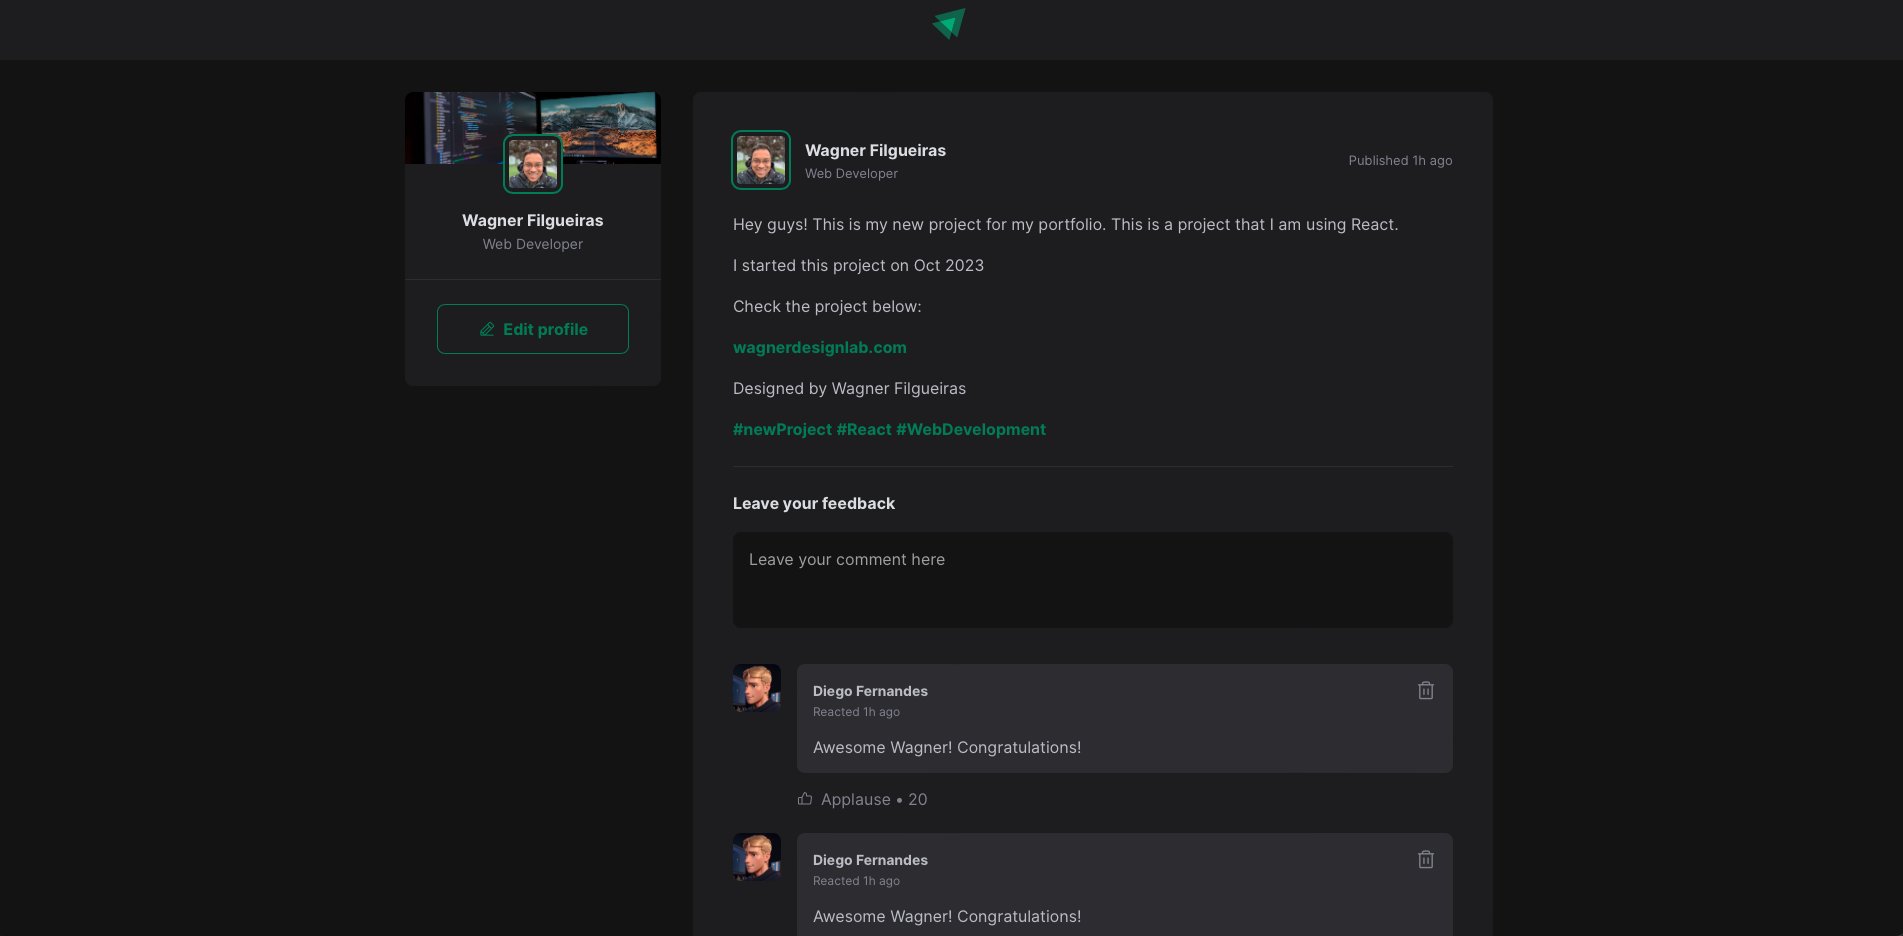 Wagner Filgueiras
Web Developer
Edit profile
Wagner Filgueiras
Web Developer
Published 1h ago
Hey guys! This is my new project for my portfolio. This is a project that I am using React.
I started this project on Oct 2023
Check the project below:
wagnerdesignlab.com
Designed by Wagner Filgueiras
#newProject #React #WebDevelopment
Leave your feedback
Leave your comment here
Diego Fernandes
Reacted 1h ago
Awesome Wagner! Congratulations!
Applause • 20
Diego Fernandes
Reacted 1h ago
Awesome Wagner! Congratulations!